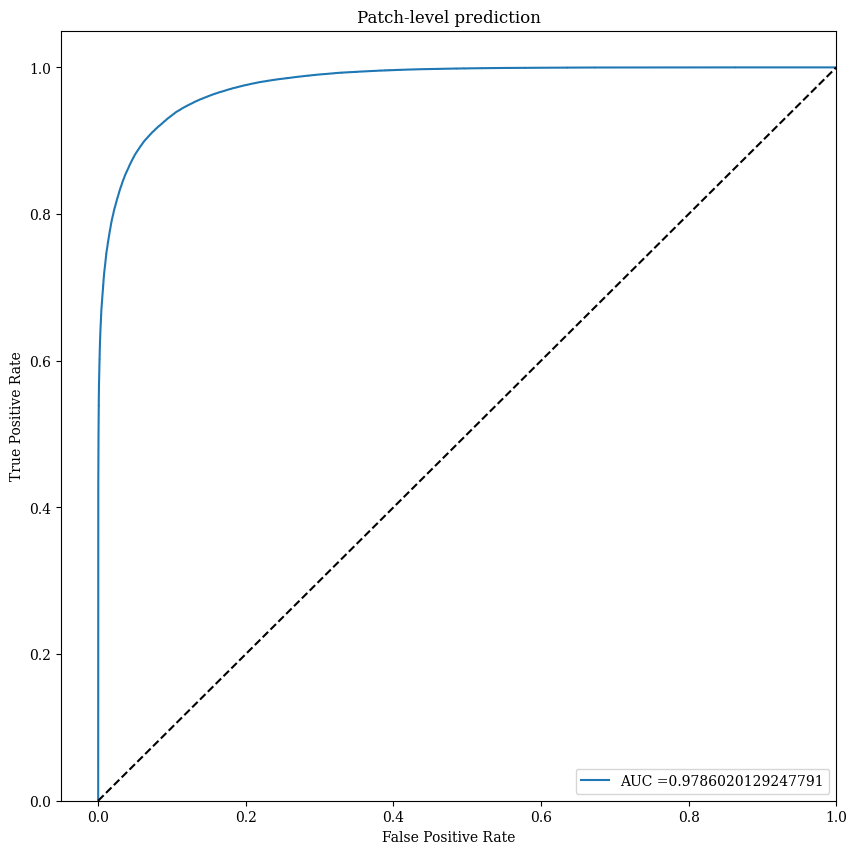 Patch-level prediction
1.0
0.8
0.6
0.4
0.2
0.0
True Positive Rate
0.0 0.2 0.4 0.6 0.8 1.0
False Positive Rate
AUC =0.9786020129247791